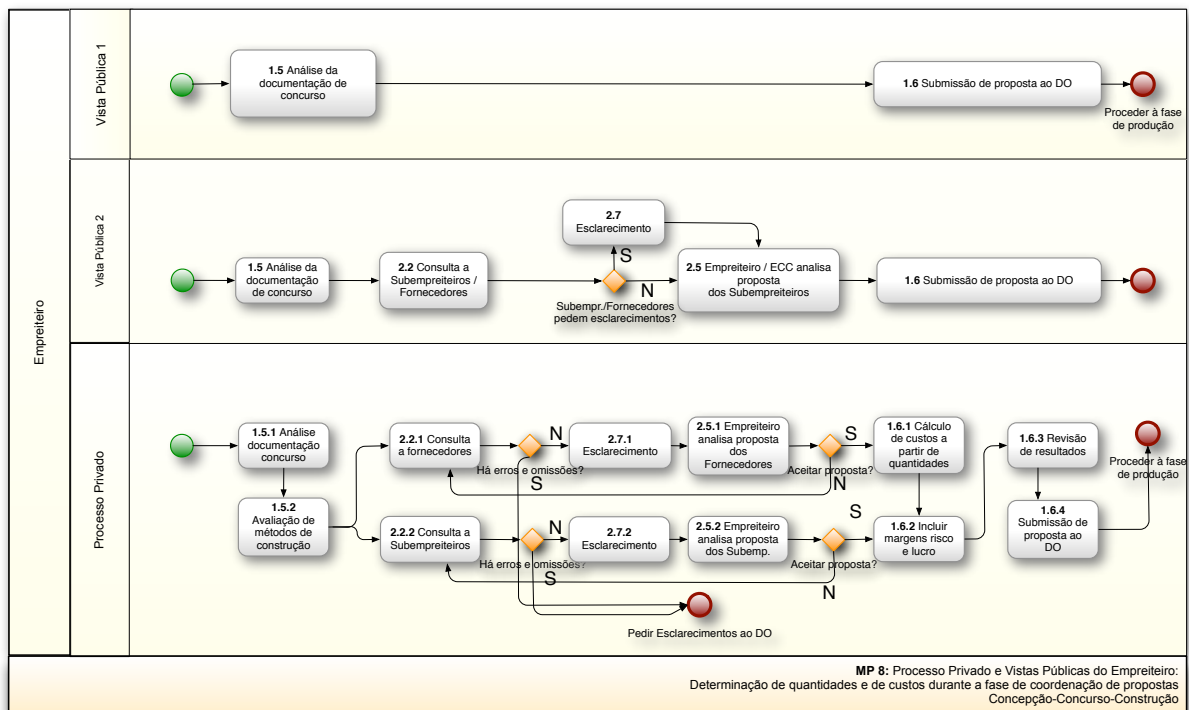 Empreiteiro
Vista Pública 1
1.5 Análise da
documentação de
concurso
1.6 Submissão de proposta ao DO
Proceder à fase
de produção
Vista Pública 2
1.5 Análise da
documentação
de concurso
2.2 Consulta a
Subempreiteiros /
Fornecedores
2.7
Esclarecimento
S
N
Subempr./Fornecedores
pedem esclarecimentos?
2.5 Empreiteiro / ECC analisa
proposta
dos Subempreiteiros
1.6 Submissão de proposta ao DO
Processo Privado
1.5.1 Análise
documentação
concurso
1.5.2
Avaliação de
métodos de
construção
2.2.1 Consulta
a fornecedores
Há erros e omissões?
N
S
2.7.1
Esclarecimento
2.5.1 Empreiteiro
analisa proposta
dos
Fornecedores
Aceitar proposta?
S
N
1.6.1 Cálculo
de custos a
partir de
quantidades
1.6.3 Revisão
de resultados
Proceder à fase
de produção
2.2.2 Consulta a
Subempreiteiros
Há erros e omissões?
N
S
2.7.2
Esclarecimento
2.5.2 Empreiteiro
analisa proposta
dos Subemp.
Aceitar proposta?
S
N
1.6.2 Incluir
margens risco
e lucro
1.6.4
Submissão de
proposta ao
DO
Pedir Esclarecimentos ao DO
MP 8: Processo Privado e Vistas Públicas do Empreiteiro:
Determinação de quantidades e de custos durante a fase de coordenação de propostas
Concepção-Concurso-Construção